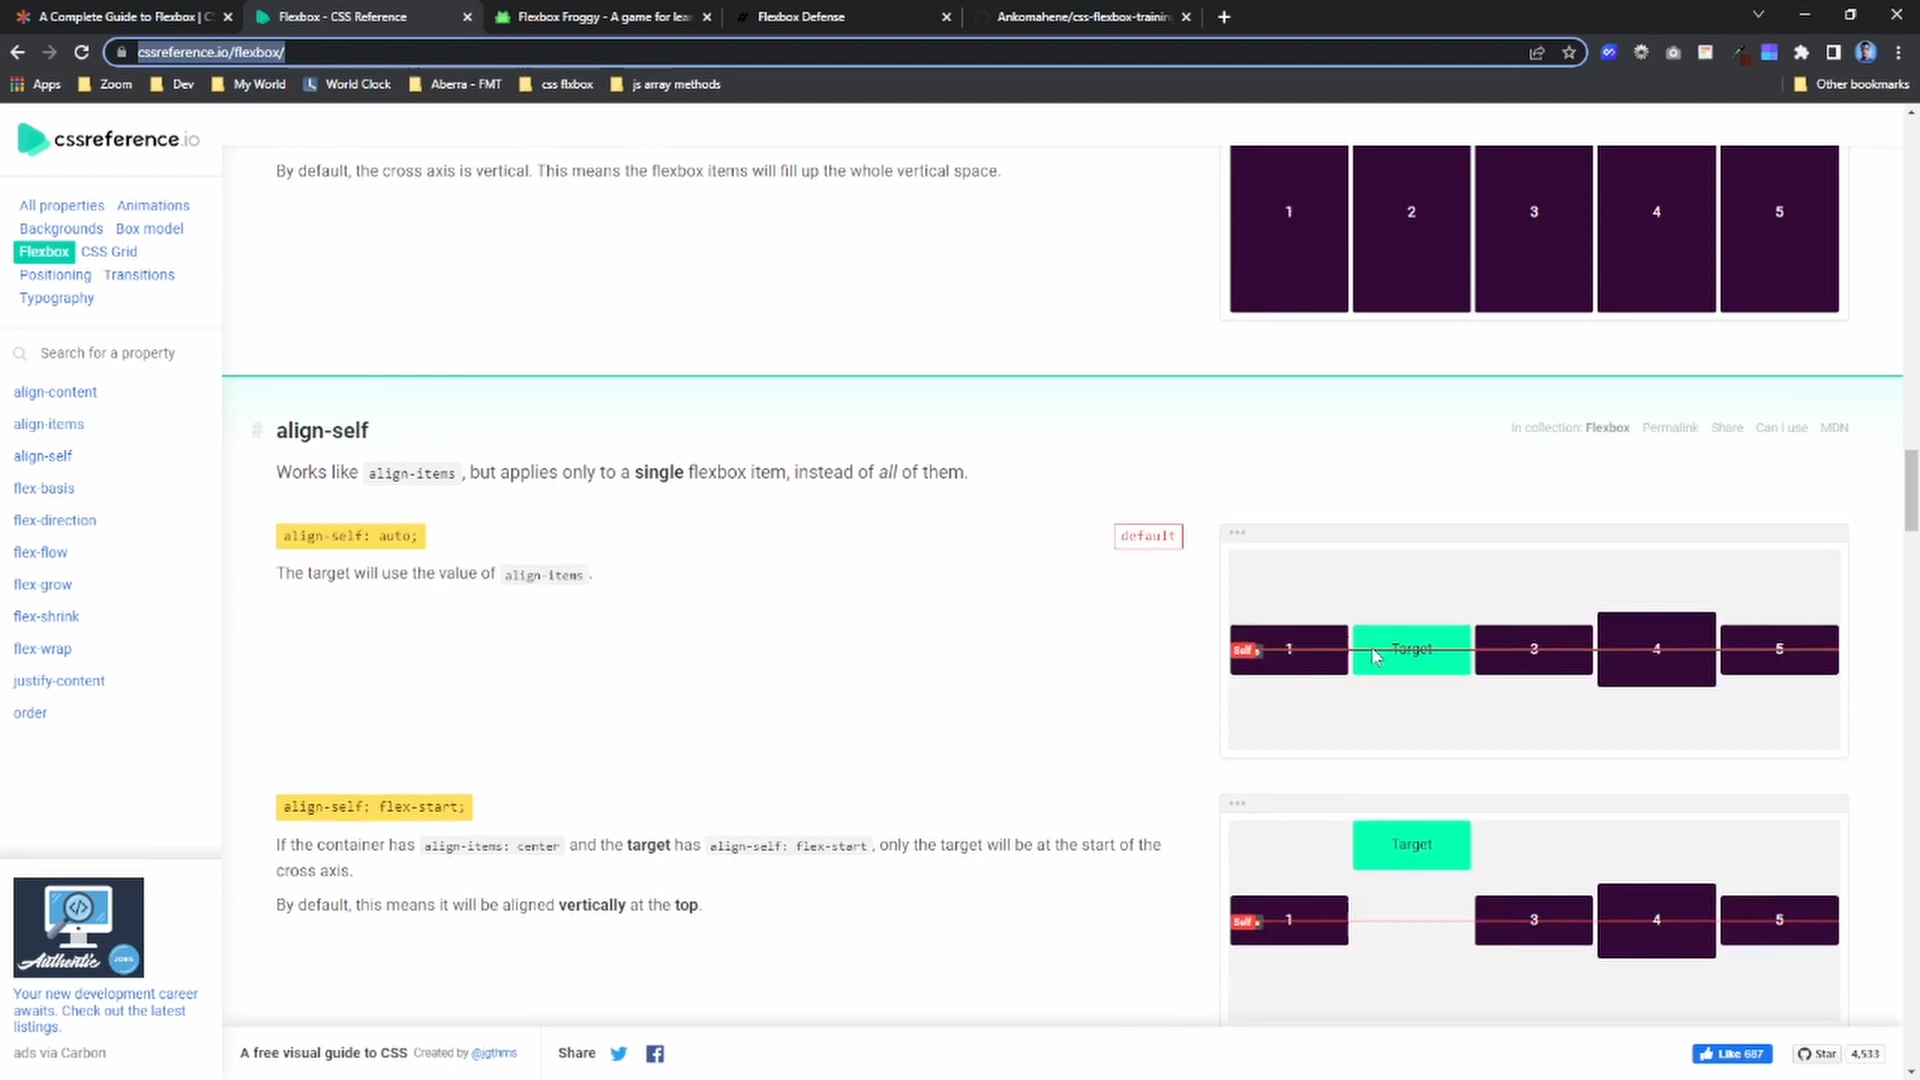 A Complete Guide to Flexbox | C
Flexbox - CSS Reference
Flexbox Froggy - A game for lear
Flexbox Defense
Ankomahene/css-flexbox-trainin
cssreference.io/flexbox/
Apps
Zoom
Dev
My World
World Clock
Aberra - FMT
css flxbox
js array methods
Other bookmarks
cssreference.io
All properties Animations
Backgrounds Box model
Flexbox CSS Grid
Positioning Transitions
Typography
Search for a property
align-content
align-items
align-self
flex-basis
flex-direction
flex-flow
flex-grow
flex-shrink
flex-wrap
justify-content
order
Authentic JOBS
Your new development career
awaits. Check out the latest
listings.
ads via Carbon
By default, the cross axis is vertical. This means the flexbox items will fill up the whole vertical space.
1 2 3 4 5
# align-self
In collection: Flexbox Permalink Share Can I use MDN
Works like align-items, but applies only to a single flexbox item, instead of all of them.
align-self: auto;
default
The target will use the value of align-items.
Self 1 Target 3 4 5
align-self: flex-start;
If the container has align-items: center and the target has align-self: flex-start, only the target will be at the start of the
cross axis.
By default, this means it will be aligned vertically at the top.
Target
Self 1 3 4 5
A free visual guide to CSS Created by @jgthms
Share
Like 687
Star 4,533